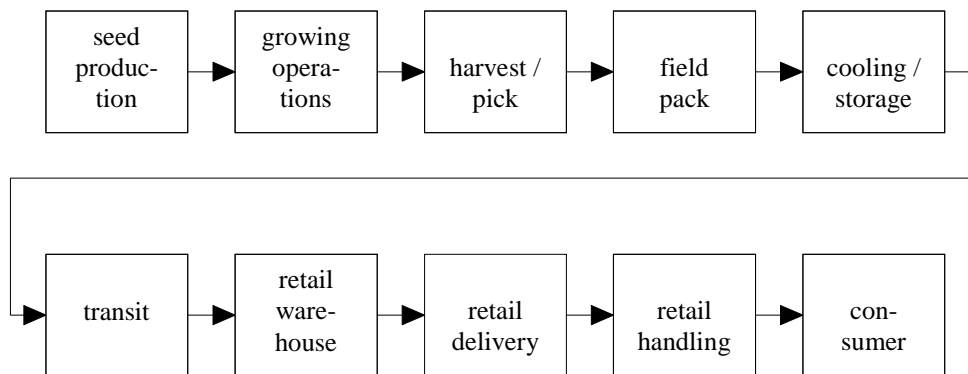 seed
produc-
tion
growing
opera-
tions
harvest /
pick
field
pack
cooling /
storage
transit
retail
ware-
house
retail
delivery
retail
handling
con-
sumer